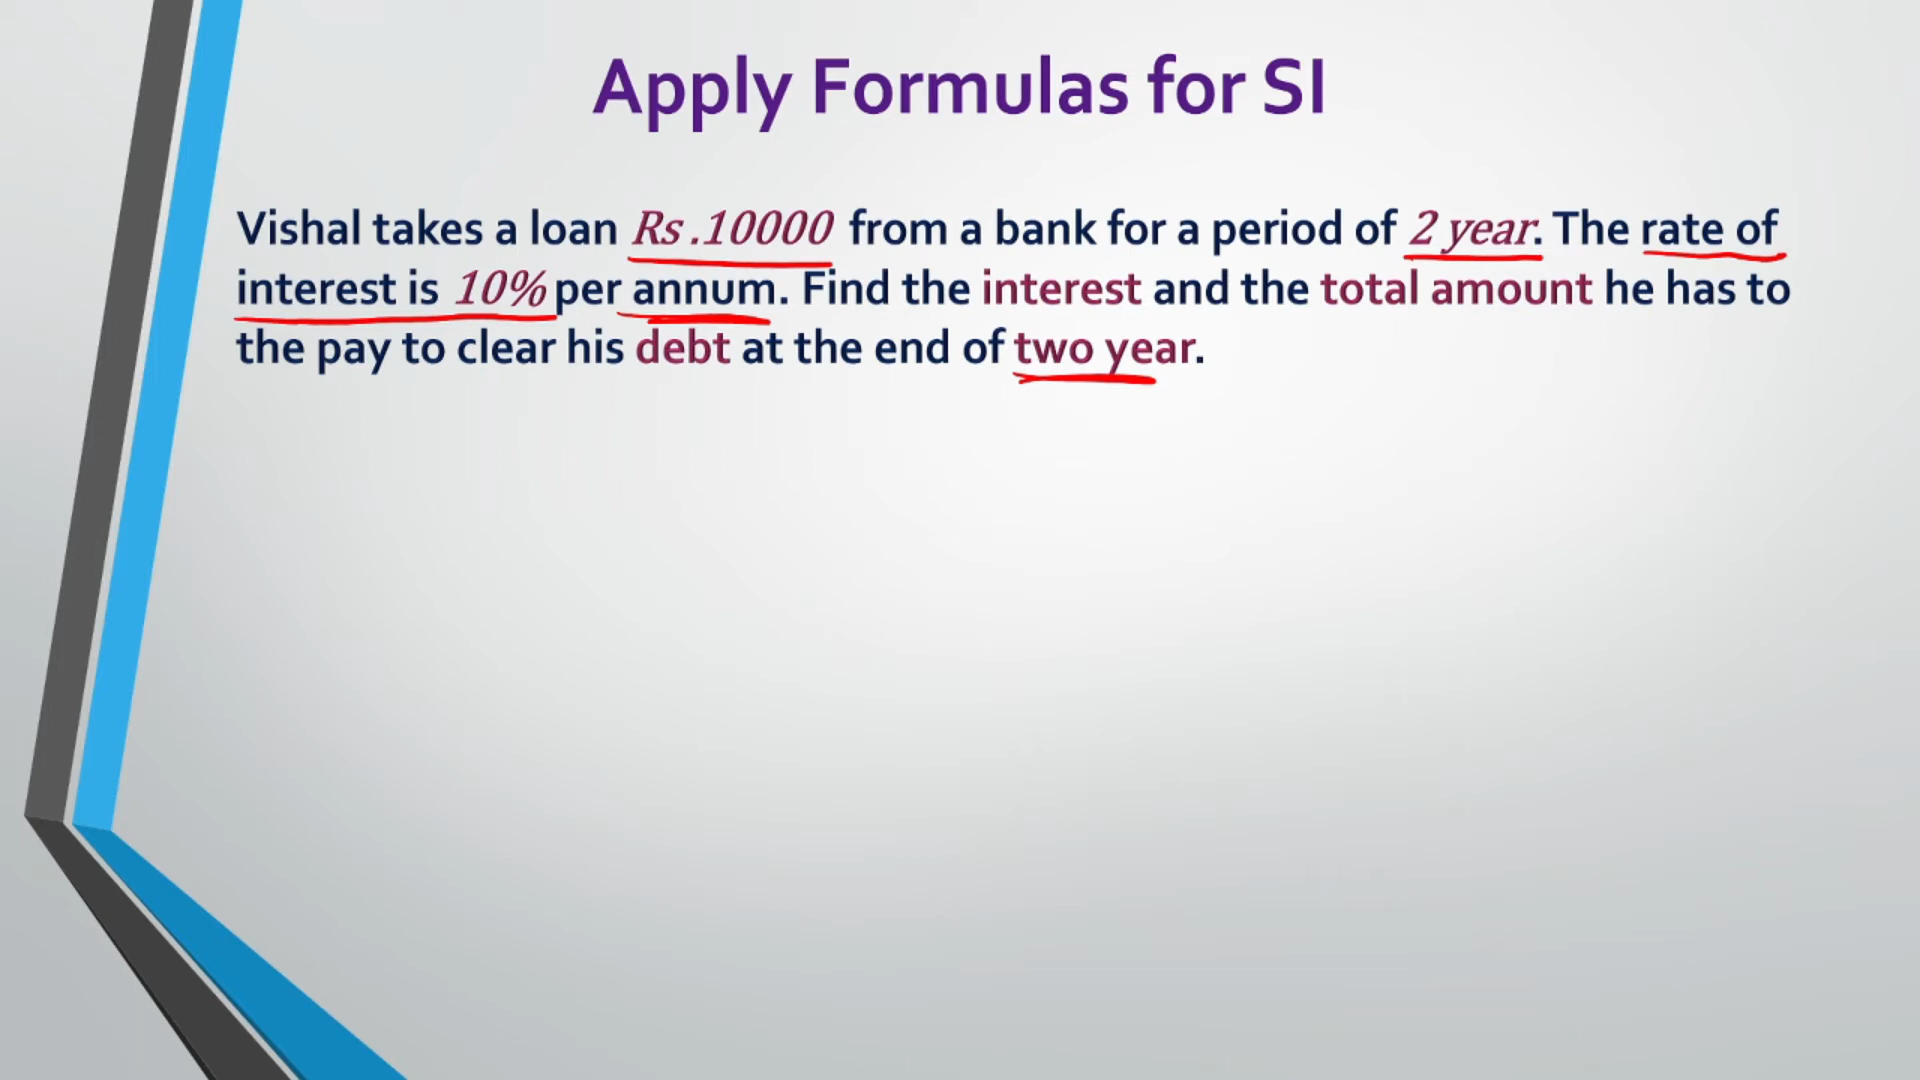 Apply Formulas for SI
Vishal takes a loan Rs .10000 from a bank for a period of 2 year. The rate of
interest is 10% per annum. Find the interest and the total amount he has to
the pay to clear his debt at the end of two year.